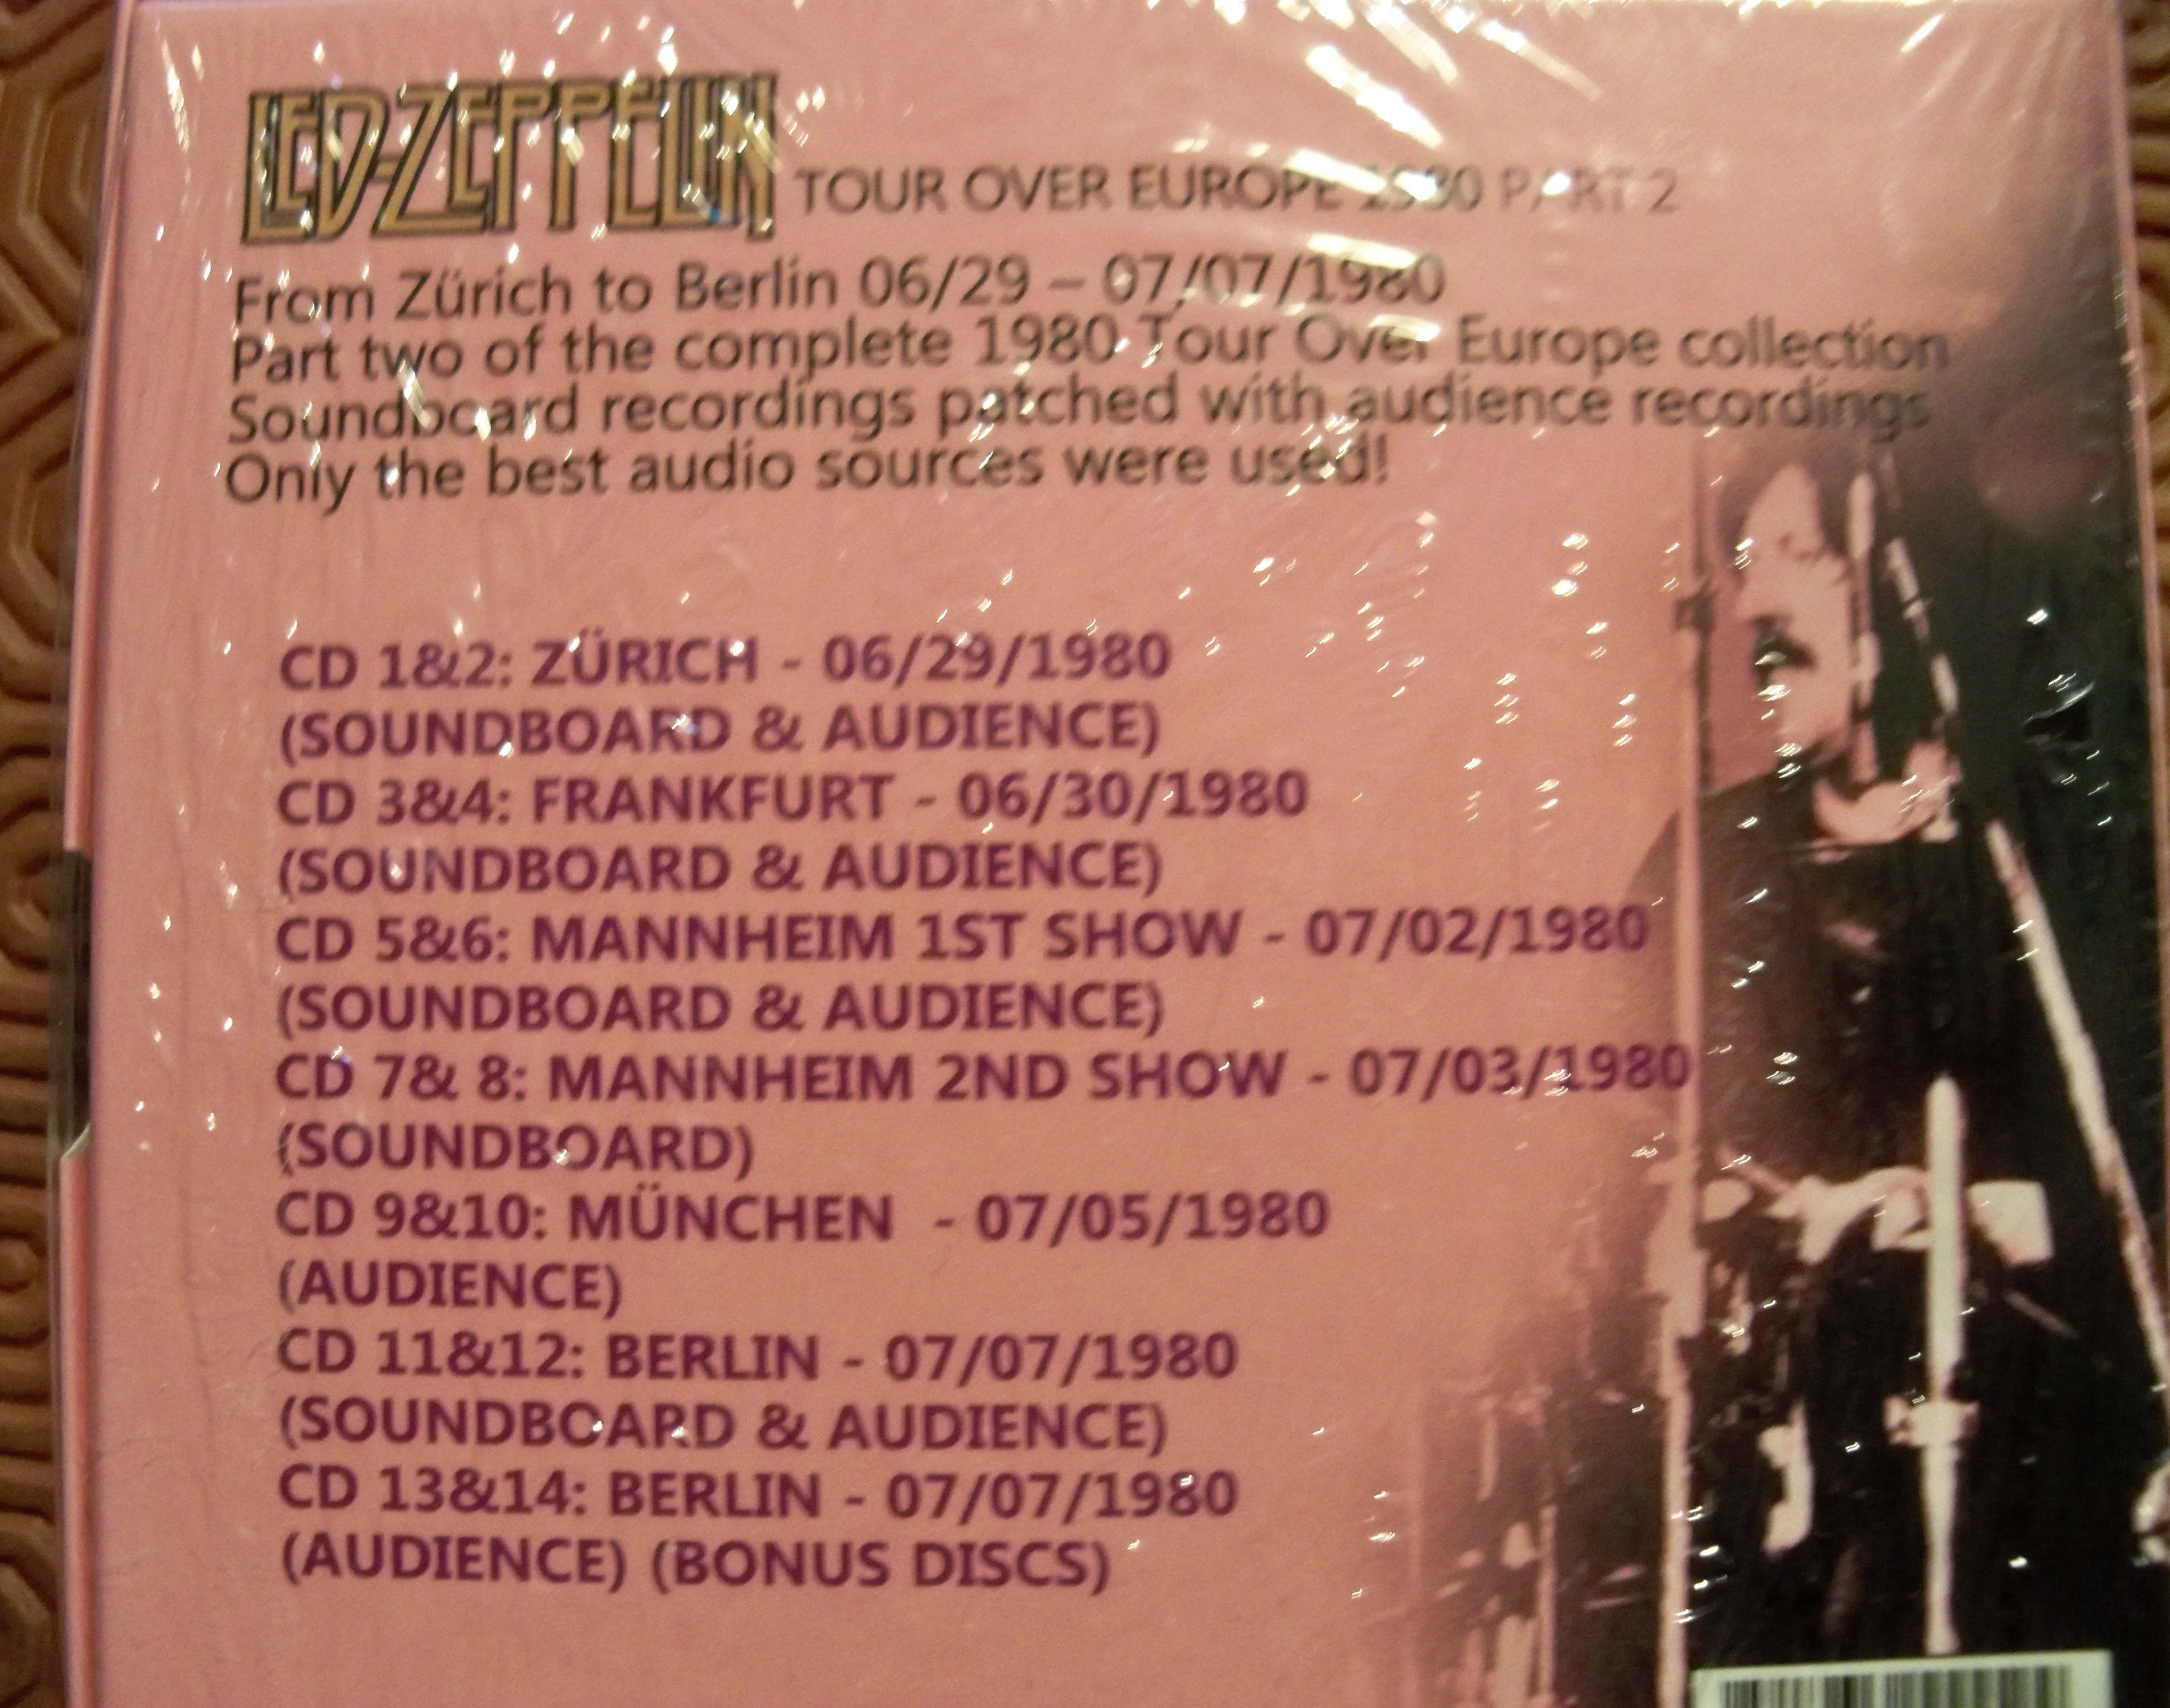 LED-ZEPPELIN TOUR OVER EUROPE 1980 PART 2
From Zürich to Berlin 06/29 – 07/07/1980
Part two of the complete 1980 Tour Over Europe collection
Soundboard recordings patched with audience recordings
Only the best audio sources were used!
CD 1&2: ZÜRICH - 06/29/1980
(SOUNDBOARD & AUDIENCE)
CD 3&4: FRANKFURT - 06/30/1980
(SOUNDBOARD & AUDIENCE)
CD 5&6: MANNHEIM 1ST SHOW - 07/02/1980
(SOUNDBOARD & AUDIENCE)
CD 7& 8: MANNHEIM 2ND SHOW - 07/03/1980
(SOUNDBOARD)
CD 9&10: MÜNCHEN - 07/05/1980
(AUDIENCE)
CD 11&12: BERLIN - 07/07/1980
(SOUNDBOARD & AUDIENCE)
CD 13&14: BERLIN - 07/07/1980
(AUDIENCE) (BONUS DISCS)